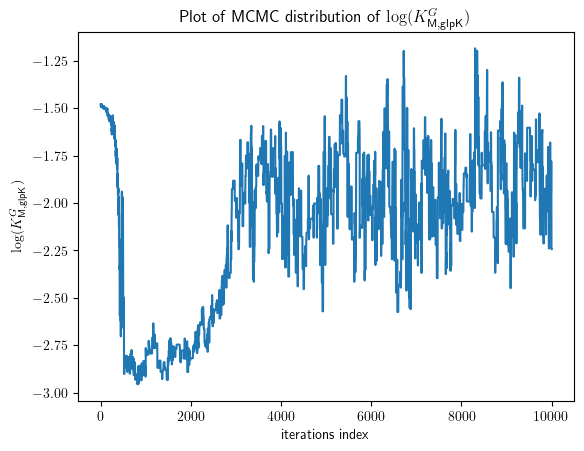 Plot of MCMC distribution of log(K^G_{M,glpK})
log(K^G_{M,glpK})
−1.25
−1.50
−1.75
−2.00
−2.25
−2.50
−2.75
−3.00
0 2000 4000 6000 8000 10000
iterations index